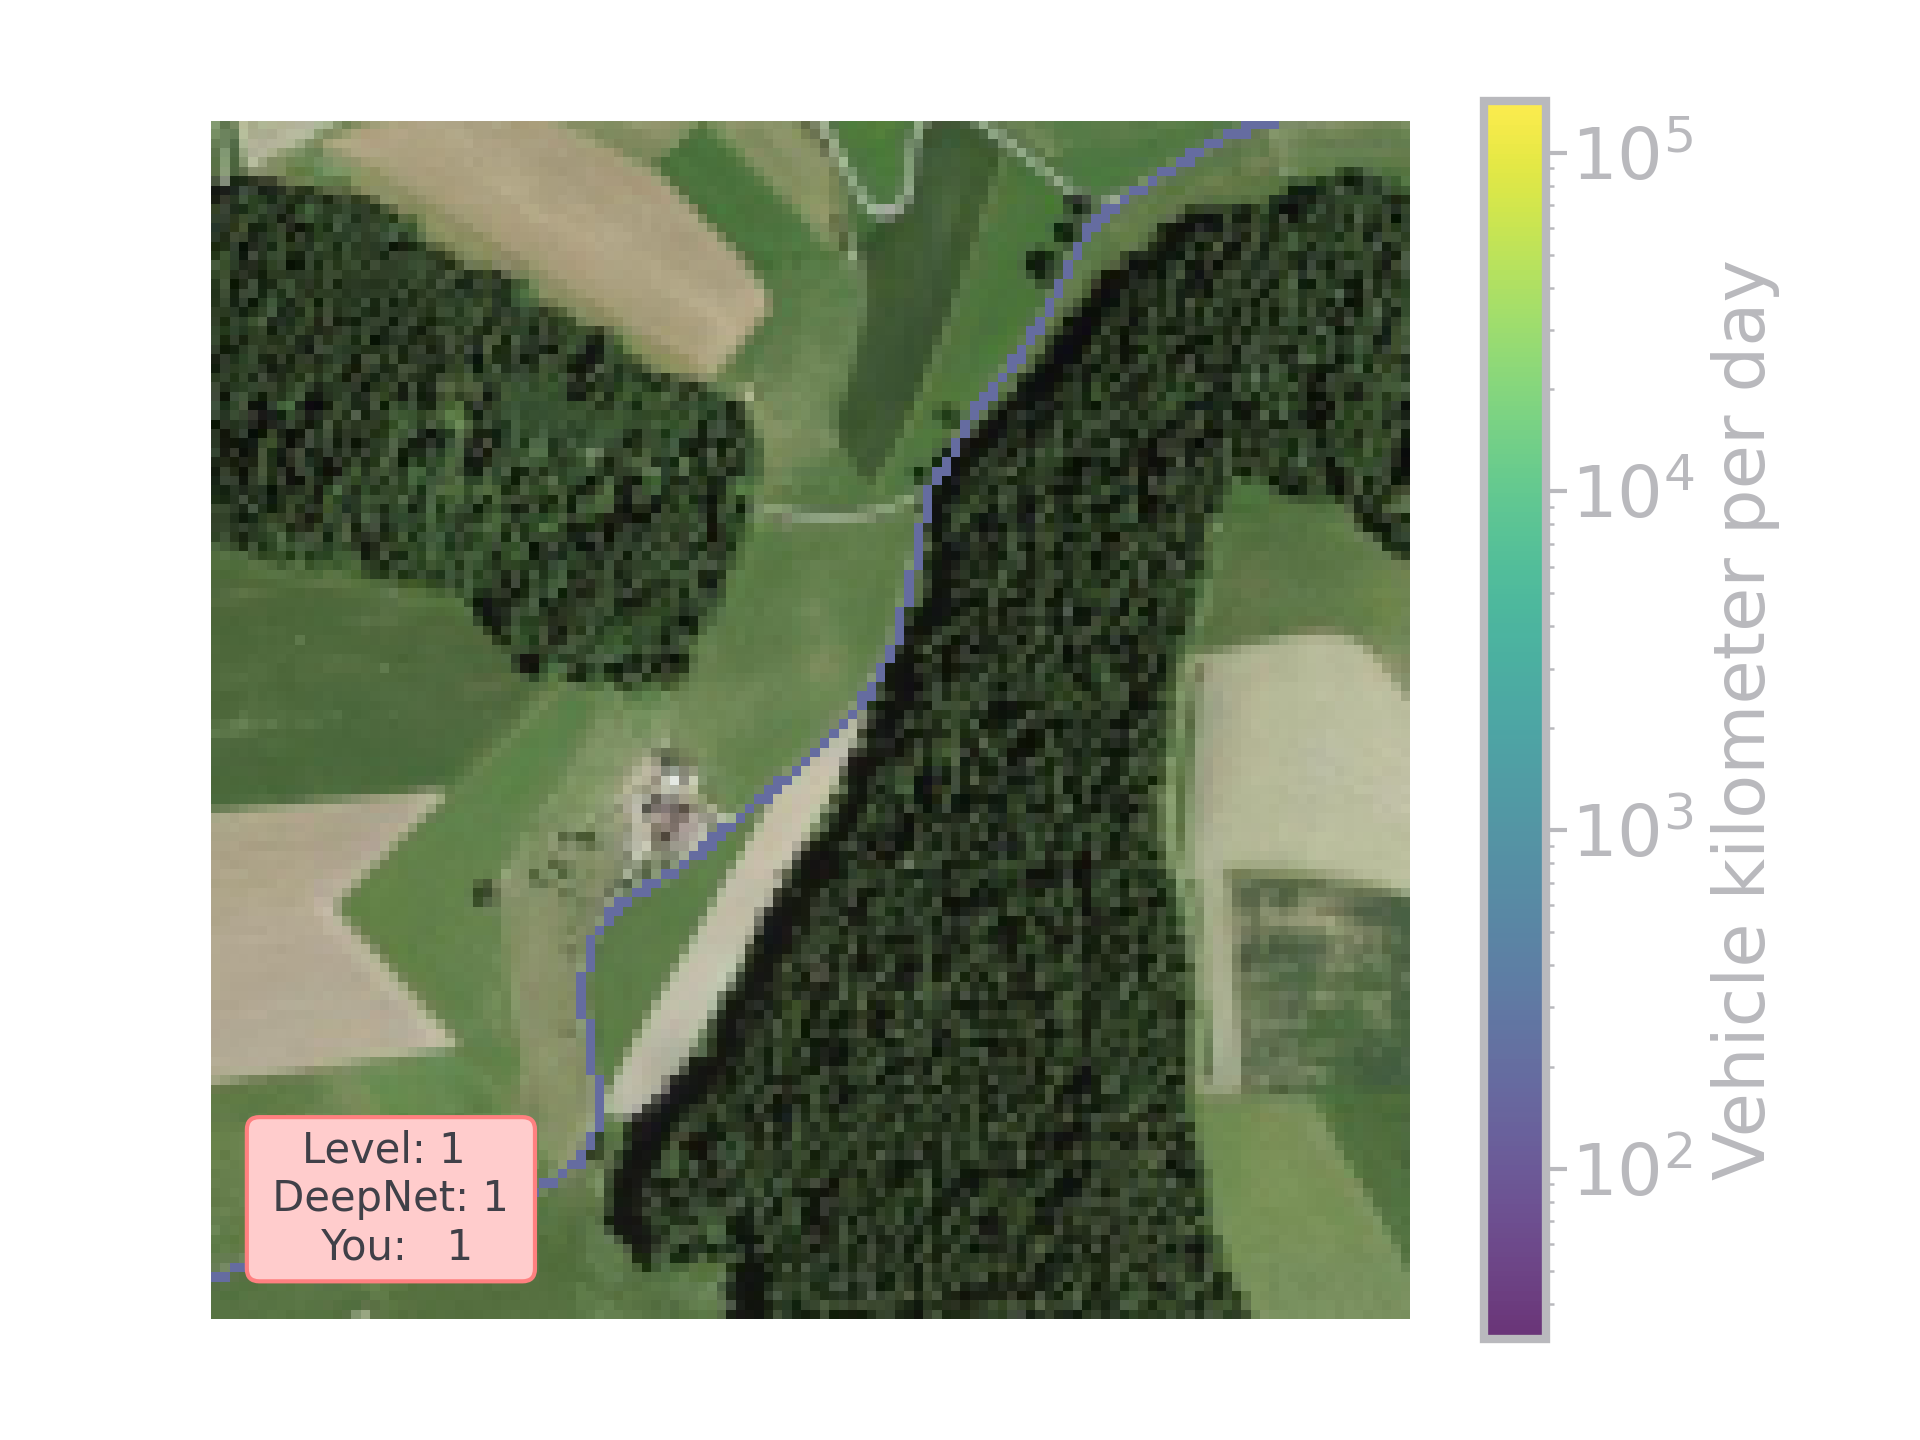 Level: 1
DeepNet: 1
You: 1
10⁵
10⁴
10³
10²
Vehicle kilometer per day